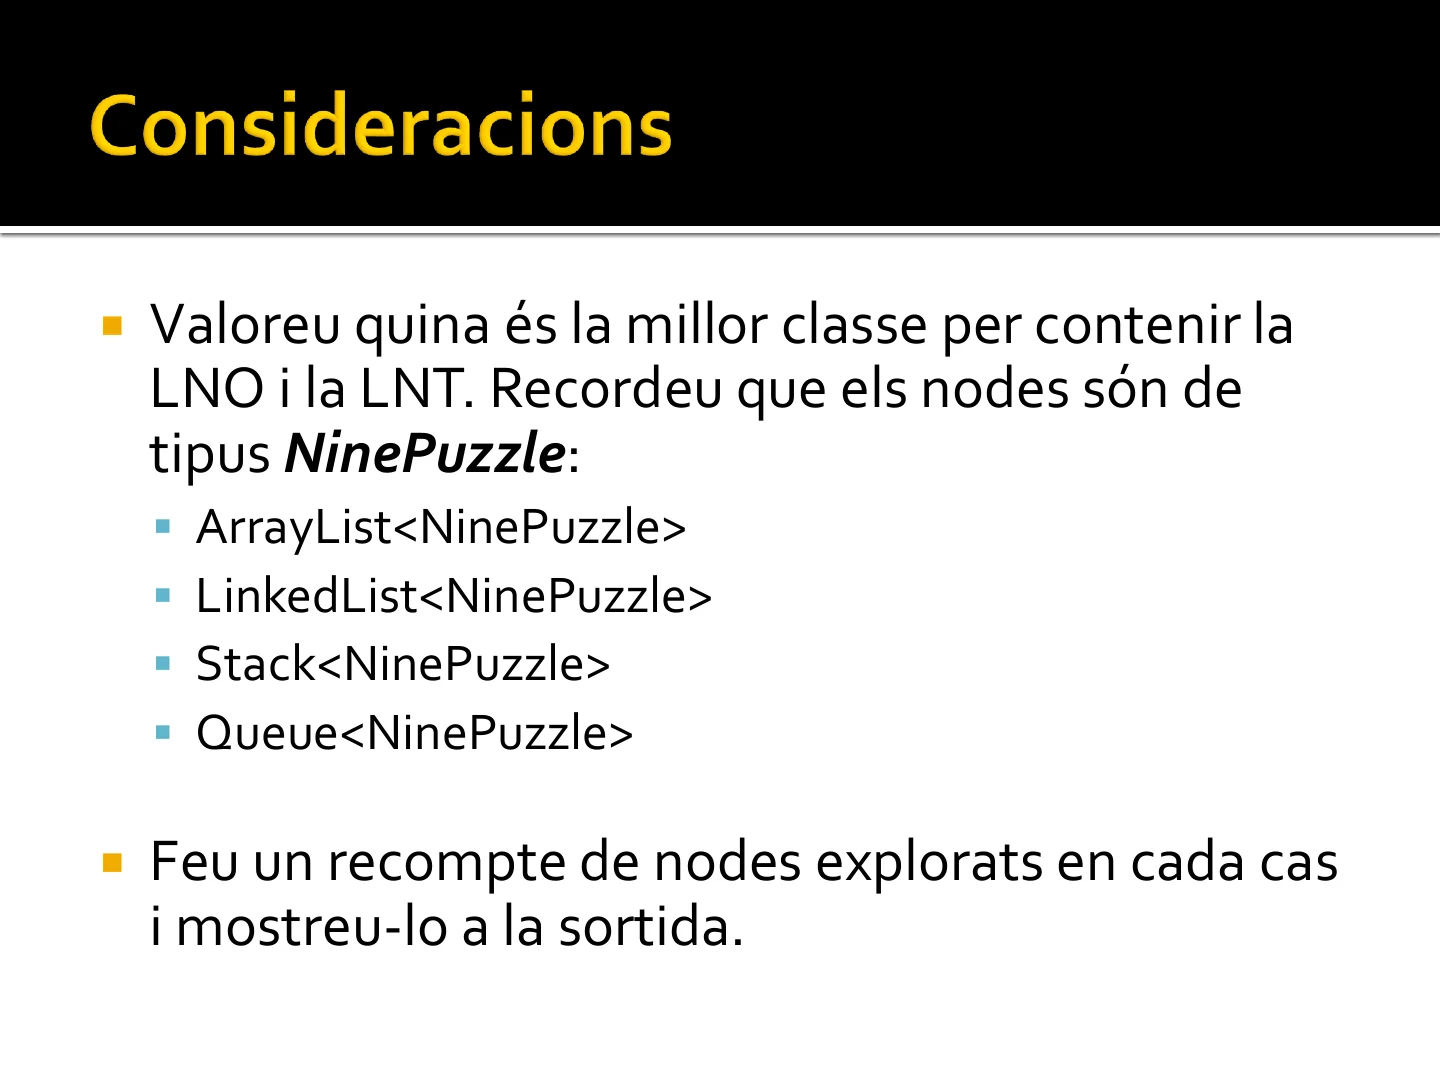 Consideracions
Valoreu quina és la millor classe per contenir la
LNO i la LNT. Recordeu que els nodes són de
tipus NinePuzzle:
ArrayList<NinePuzzle>
LinkedList<NinePuzzle>
Stack<NinePuzzle>
Queue<NinePuzzle>
Feu un recompte de nodes explorats en cada cas
i mostreu-lo a la sortida.